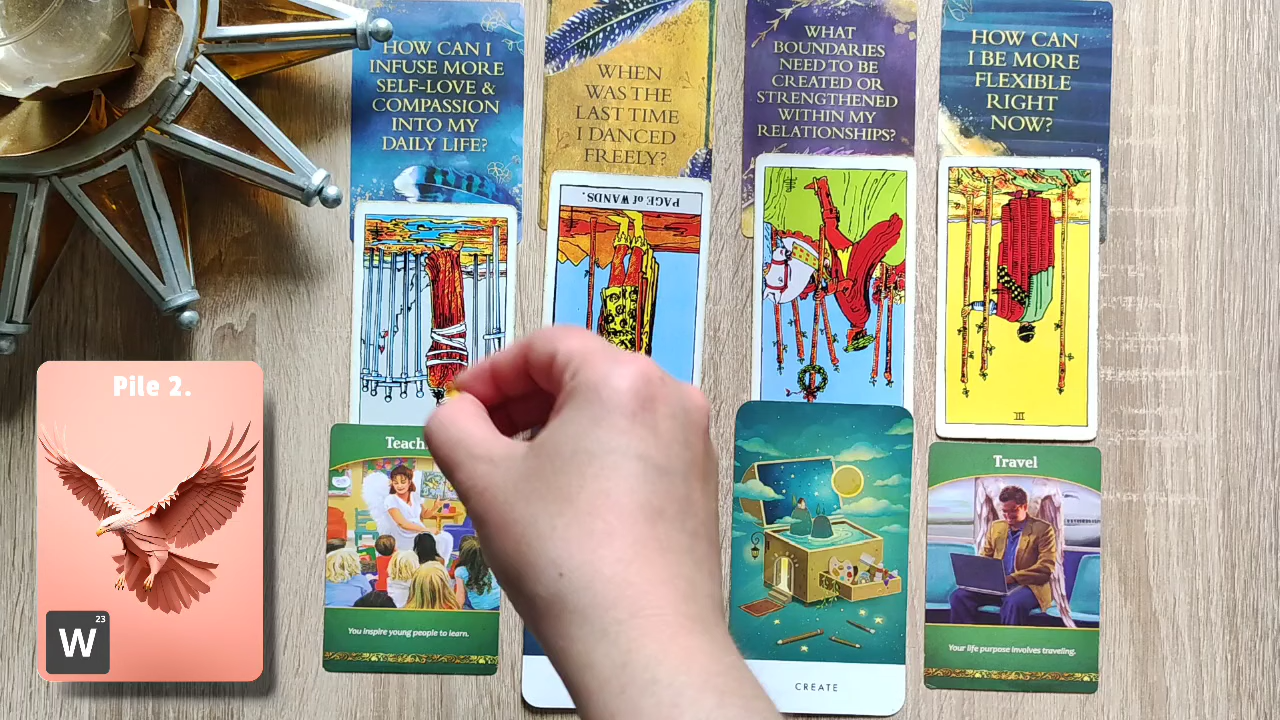 HOW CAN I
INFUSE MORE
SELF-LOVE &
COMPASSION
INTO MY
DAILY LIFE?
WHEN
WAS THE
LAST TIME
I DANCED
FREELY?
WHAT
BOUNDARIES
NEED TO BE
CREATED OR
STRENGTHENED
WITHIN MY
RELATIONSHIPS?
HOW CAN
I BE MORE
FLEXIBLE
RIGHT
NOW?
PAGE of WANDS.
III
Pile 2.
W
23
Teach
You inspire young people to learn.
CREATE
Travel
Your life purpose involves traveling.